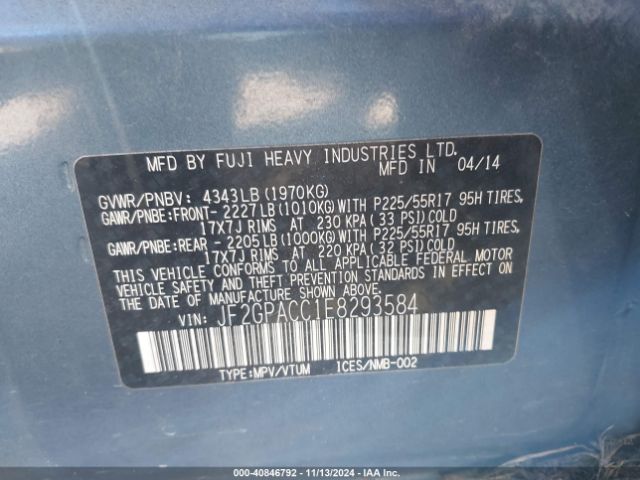 MFD BY FUJI HEAVY INDUSTRIES LTD.
MFD IN 04/14
GVWR/PNBV: 4343LB(1970KG)
GAWR/PNBE:FRONT- 2227LB(1010KG)WITH P225/55R17 95H TIRES,
17X7J RIMS AT 230 KPA(33 PSI)COLD
GAWR/PNBE:REAR - 2205LB(1000KG)WITH P225/55R17 95H TIRES,
17X7J RIMS AT 220 KPA(32 PSI)COLD
THIS VEHICLE CONFORMS TO ALL APPLICABLE FEDERAL MOTOR
VEHICLE SAFETY AND THEFT PREVENTION STANDARDS IN EFFECT ON
THE DATE OF MANUFACTURE SHOWN ABOVE.
VIN: JF2GPACC1E8293584
TYPE:MPV/VTUM ICES/NMB-002
000-40846792 - 11/13/2024 - IAA Inc.